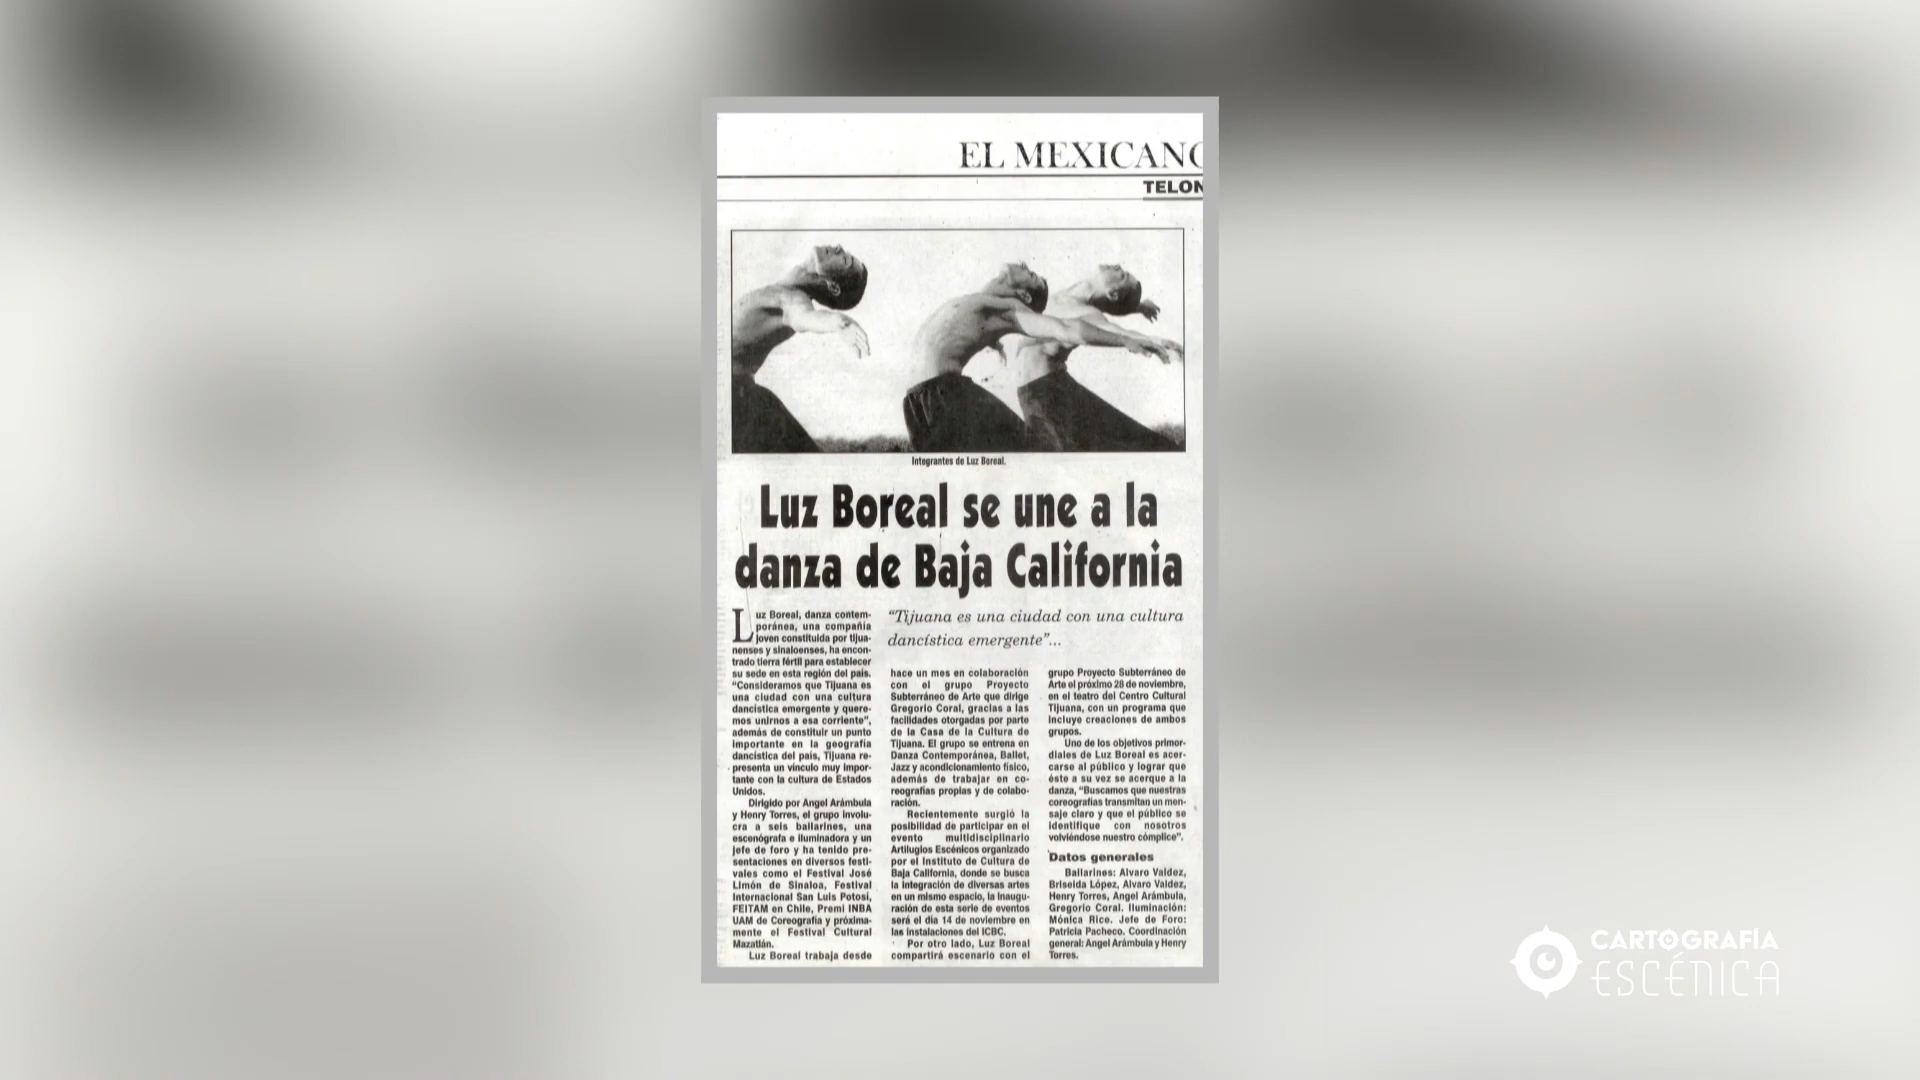 EL MEXICANO
TELON
Integrantes de Luz Boreal.
Luz Boreal se une a la
danza de Baja California
"Tijuana es una ciudad con una cultura
dancística emergente"...
Luz Boreal, danza contem-
poránea, una compañía
joven constituida por tijua-
nenses y sinaloenses, ha encon-
trado tierra fértil para establecer
su sede en esta región del país.
"Consideramos que Tijuana es
una ciudad con una cultura
dancística emergente y quere-
mos unirnos a esa corriente",
además de constituir un punto
importante en la geografía
dancística del país, Tijuana re-
presenta un vínculo muy impor-
tante con la cultura de Estados
Unidos.
Dirigido por Angel Arámbula
y Henry Torres, el grupo involu-
cra a seis bailarines, una
escenógrafa e iluminadora y un
jefe de foro y ha tenido pre-
sentaciones en diversos festi-
vales como el Festival José
Limón de Sinaloa, Festival
Internacional San Luis Potosí,
FEITAM en Chile, Premi INBA
UAM de Coreografía y próxima-
mente el Festival Cultural
Mazatlán.
Luz Boreal trabaja desde
hace un mes en colaboración
con el grupo Proyecto
Subterráneo de Arte que dirige
Gregorio Coral, gracias a las
facilidades otorgadas por parte
de la Casa de la Cultura de
Tijuana. El grupo se entrena en
Danza Contemporánea, Ballet,
Jazz y acondicionamiento físico,
además de trabajar en co-
reografías propias y de colabo-
ración.
Recientemente surgió la
posibilidad de participar en el
evento multidisciplinario
Artilugios Escénicos organizado
por el Instituto de Cultura de
Baja California, donde se busca
la integración de diversas artes
en un mismo espacio, la inaugu-
ración de esta serie de eventos
será el día 14 de noviembre en
las instalaciones del ICBC.
Por otro lado, Luz Boreal
compartirá escenario con el
grupo Proyecto Subterráneo de
Arte el próximo 28 de noviembre,
en el teatro del Centro Cultural
Tijuana, con un programa que
incluye creaciones de ambos
grupos.
Uno de los objetivos primor-
diales de Luz Boreal es acer-
carse al público y lograr que
éste a su vez se acerque a la
danza, "Buscamos que nuestras
coreografías transmitan un men-
saje claro y que el público se
identifique con nosotros
volviéndose nuestro cómplice".
Datos generales
Bailarines: Alvaro Valdez,
Briseida López, Alvaro Valdez,
Henry Torres, Angel Arámbula,
Gregorio Coral. Iluminación:
Mónica Rice. Jefe de Foro:
Patricia Pacheco. Coordinación
general: Angel Arámbula y Henry
Torres.
CARTOGRAFÍA
ESCÉNICA